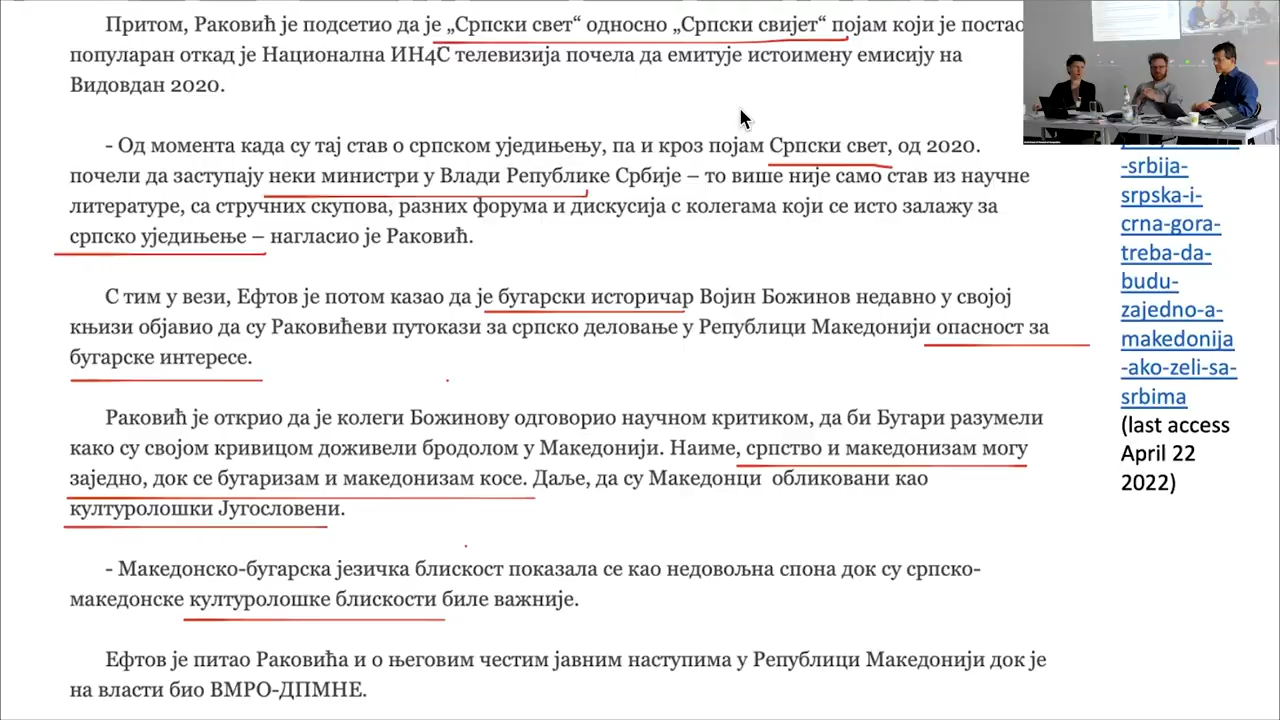 Притом, Раковић је подсетио да је „Српски свет“ односно „Српски свијет“ појам који је постао
популаран откад је Национална ИН4С телевизија почела да емитује истоимену емисију на
Видовдан 2020.
- Од момента када су тај став о српском уједињењу, па и кроз појам Српски свет, од 2020.
почели да заступају неки министри у Влади Републике Србије – то више није само став из научне
литературе, са стручних скупова, разних форума и дискусија с колегама који се исто залажу за
српско уједињење – нагласио је Раковић.
С тим у вези, Ефтов је потом казао да је бугарски историчар Војин Божинов недавно у својој
књизи објавио да су Раковићеви путокази за српско деловање у Републици Македонији опасност за
бугарске интересе.
Раковић је открио да је колеги Божинову одговорио научном критиком, да би Бугари разумели
како су својом кривицом доживели бродолом у Македонији. Наиме, српство и македонизам могу
заједно, док се бугаризам и македонизам косе. Даље, да су Македонци обликовани као
културолошки Југословени.
- Македонско-бугарска језичка блискост показала се као недовољна спона док су српско-
македонске културолошке блискости биле важније.
Ефтов је питао Раковића и о његовим честим јавним наступима у Републици Македонији док је
на власти био ВМРО-ДПМНЕ.
-srbija-
srpska-i-
crna-gora-
treba-da-
budu-
zajedno-a-
makedonija
-ako-zeli-sa-
srbima
(last access
April 22
2022)